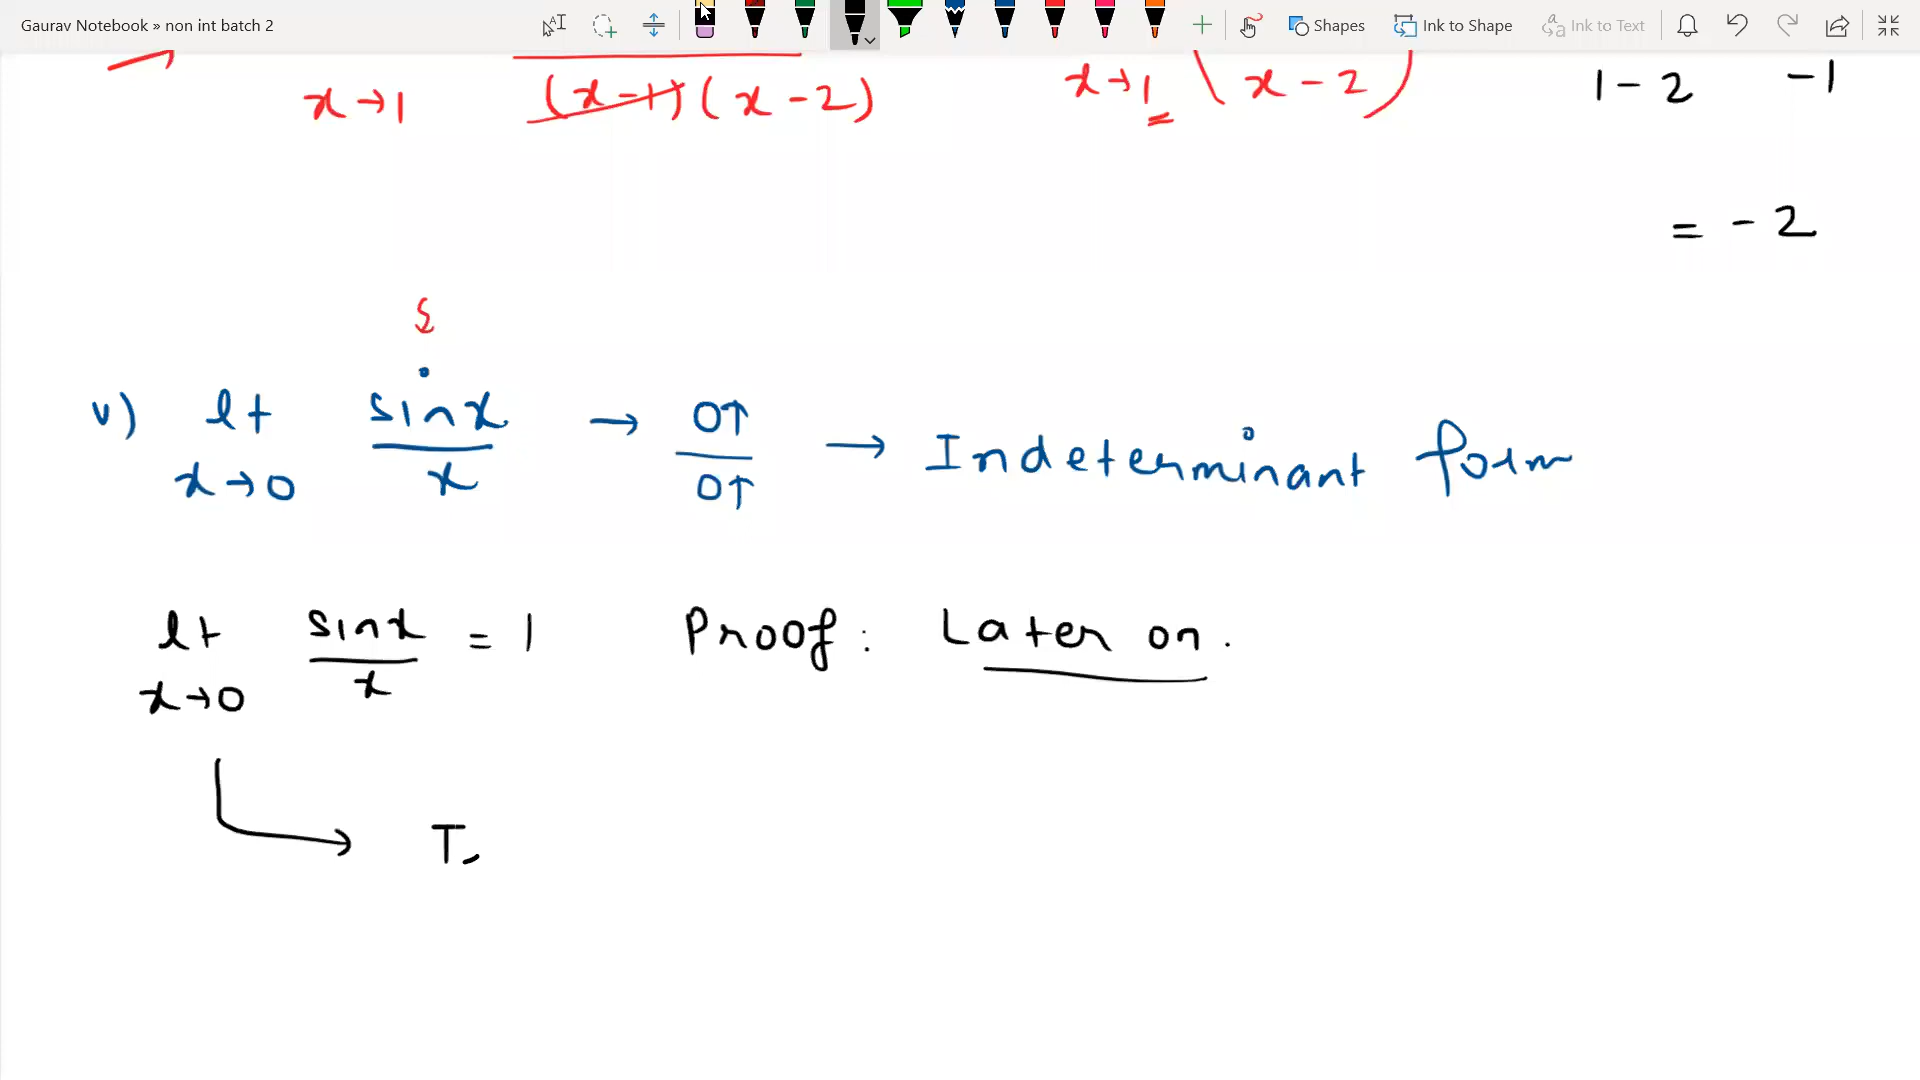 Gaurav Notebook » non int batch 2
Shapes
Ink to Shape
Ink to Text
x→1 (x-1)(x-2) x→1 (x-2) 1-2 -1
= -2
v) lt sinx → 0↑ → Indeterminant form
x→0 x 0↑
lt sinx = 1 Proof: Later on.
x→0 x
T